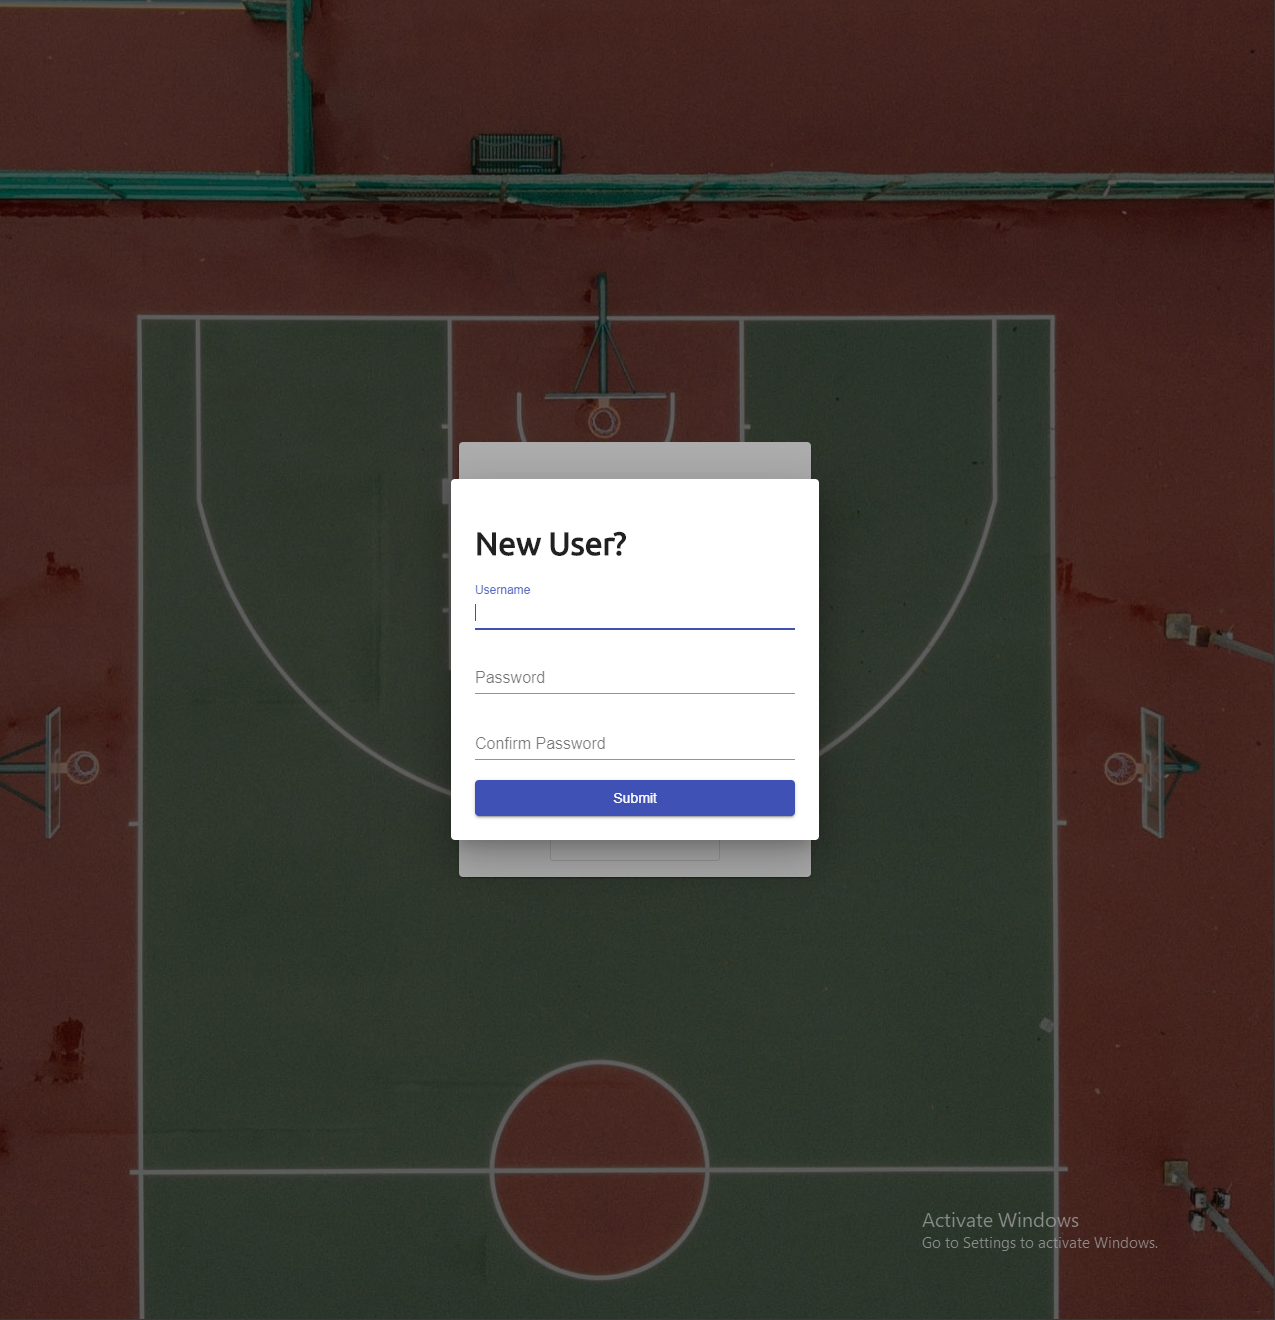 New User?
Username
Password
Confirm Password
Submit
Activate Windows
Go to Settings to activate Windows.